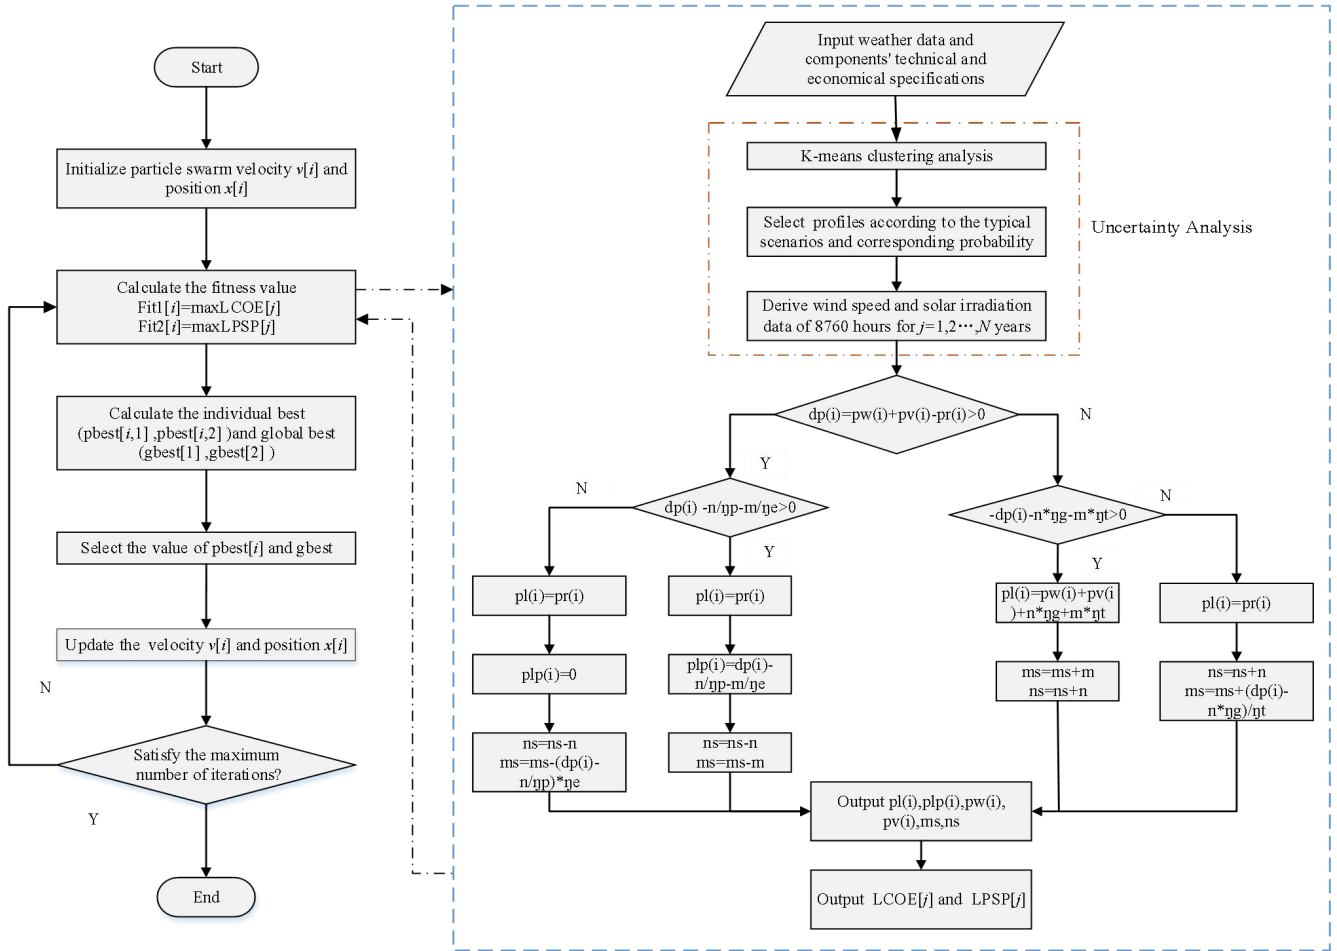 Start
Initialize particle swarm velocity v[i] and
position x[i]
Calculate the fitness value
Fit1[i]=maxLCOE[j]
Fit2[i]=maxLPSP[j]
Calculate the individual best
(pbest[i,1] ,pbest[i,2] )and global best
(gbest[1] ,gbest[2] )
Select the value of pbest[i] and gbest
Update the velocity v[i] and position x[i]
N
Satisfy the maximum
number of iterations?
Y
End
Input weather data and
components' technical and
economical specifications
K-means clustering analysis
Select profiles according to the typical
scenarios and corresponding probability
Uncertainty Analysis
Derive wind speed and solar irradiation
data of 8760 hours for j=1,2⋯,N years
dp(i)=pw(i)+pv(i)-pr(i)>0
N
Y
N
dp(i) -n/ŋp-m/ŋe>0
Y
-dp(i)-n*ŋg-m*ŋt>0
N
Y
pl(i)=pr(i)
plp(i)=0
ns=ns-n
ms=ms-(dp(i)-
n/ŋp)*ŋe
pl(i)=pr(i)
plp(i)=dp(i)-
n/ŋp-m/ŋe
ns=ns-n
ms=ms-m
pl(i)=pw(i)+pv(i
)+n*ŋg+m*ŋt
ms=ms+m
ns=ns+n
pl(i)=pr(i)
ns=ns+n
ms=ms+(dp(i)-
n*ŋg)/ŋt
Output pl(i),plp(i),pw(i),
pv(i),ms,ns
Output LCOE[j] and LPSP[j]